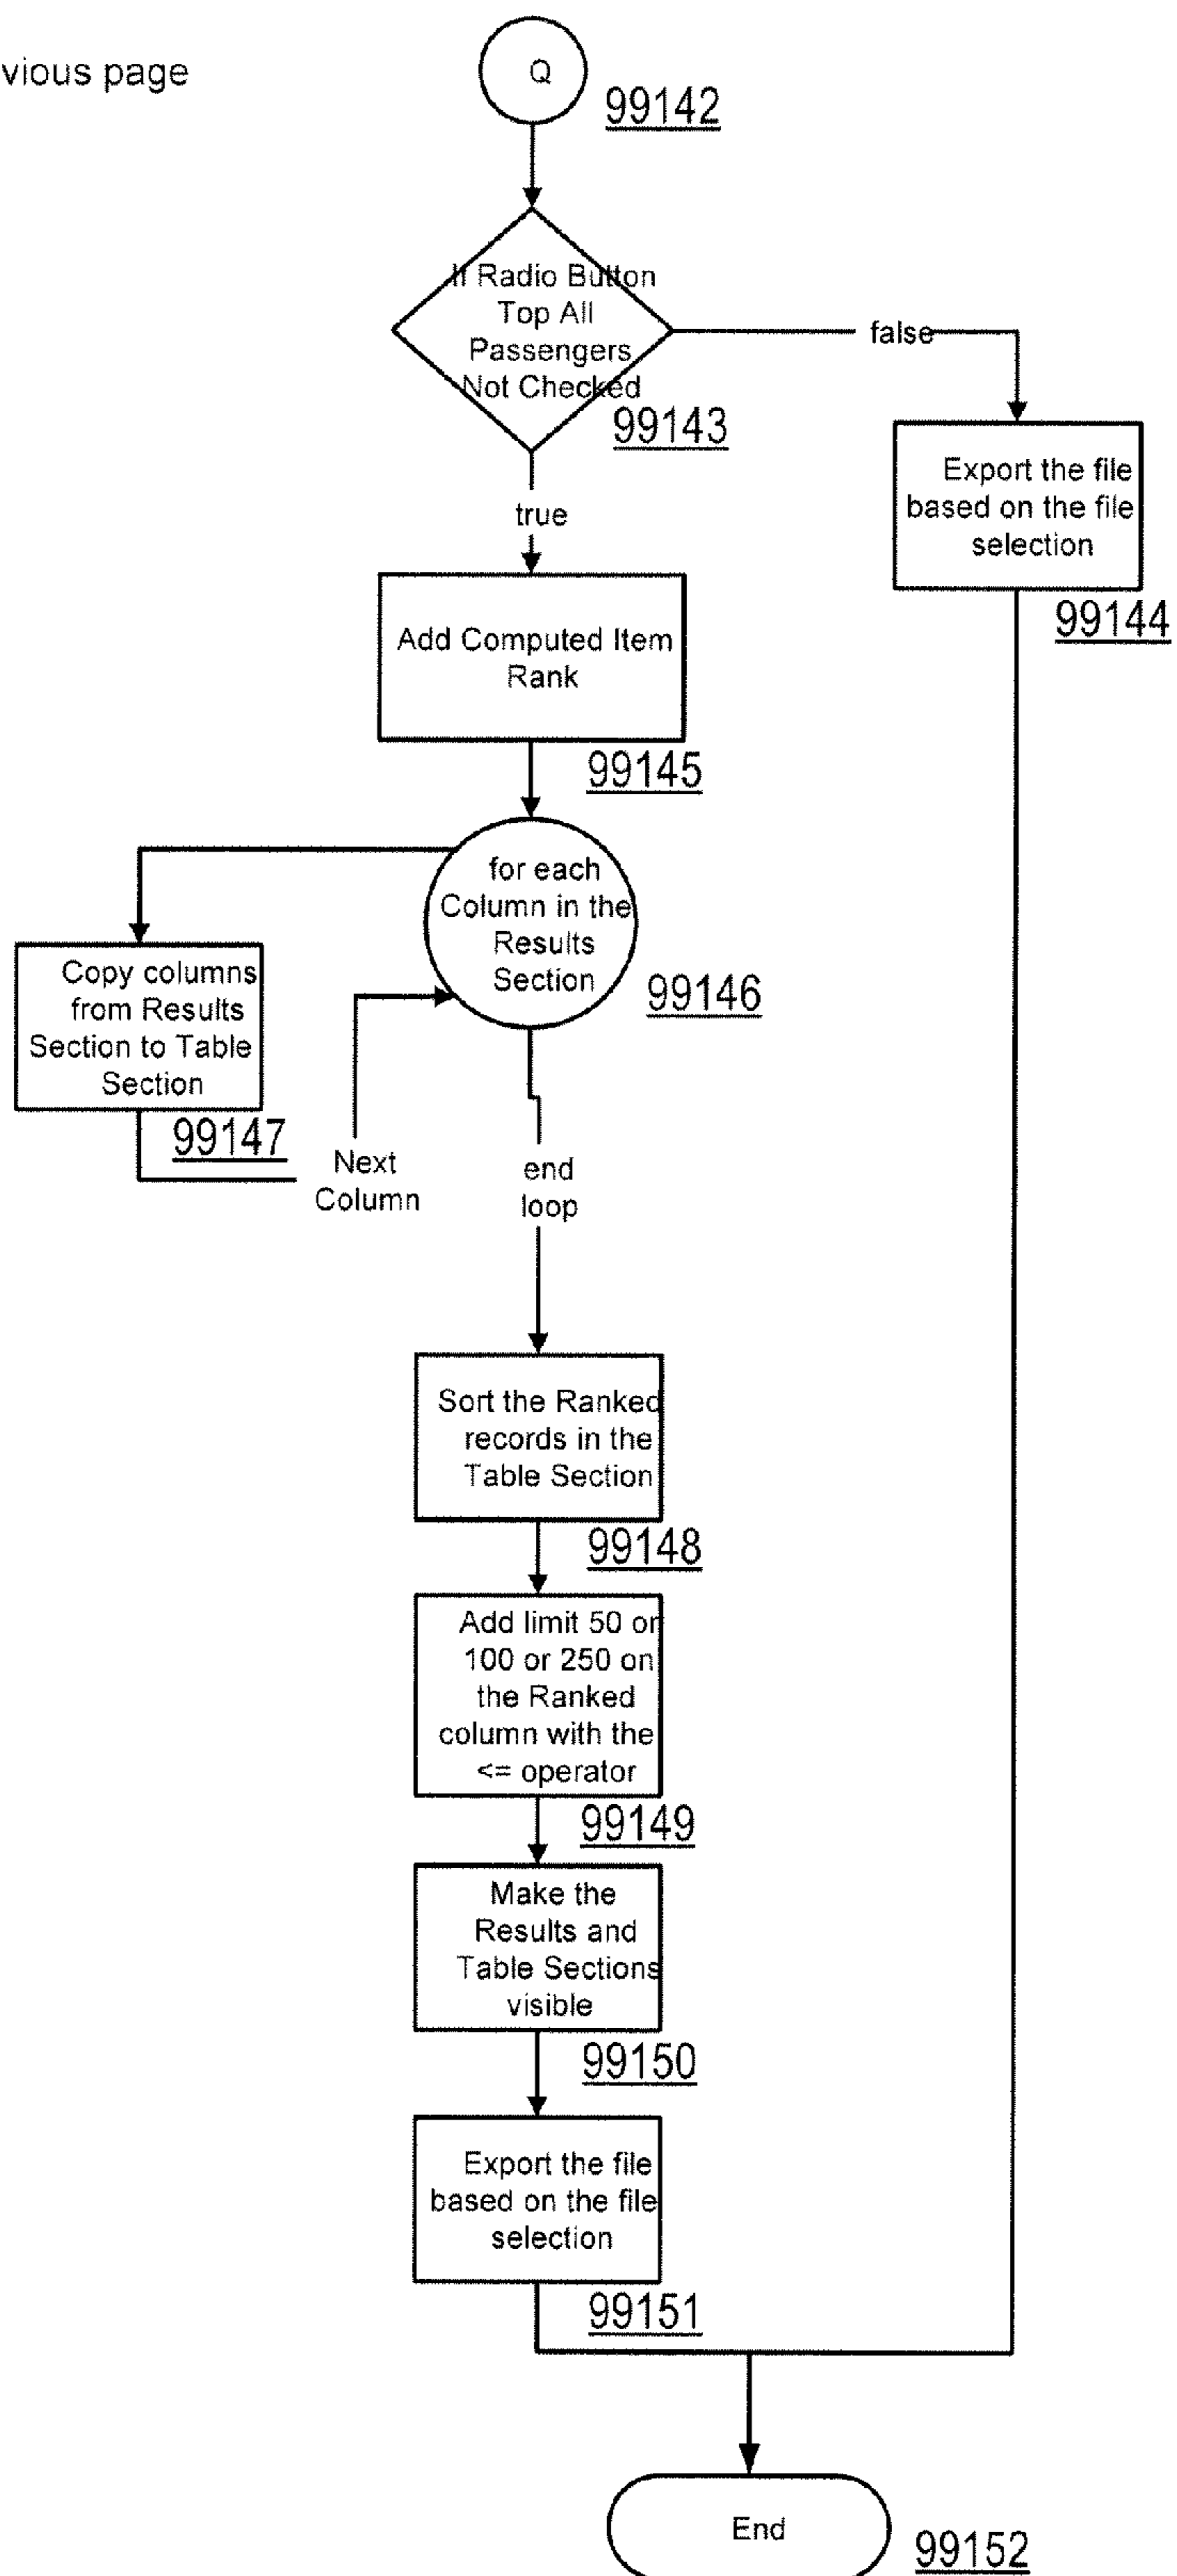 vious page
Q
99142
If Radio Button
Top All
Passengers
Not Checked
99143
false
true
Export the file
based on the file
selection
99144
Add Computed Item
Rank
99145
for each
Column in the
Results
Section
99146
Copy columns
from Results
Section to Table
Section
99147
Next
Column
end
loop
Sort the Ranked
records in the
Table Section
99148
Add limit 50 or
100 or 250 on
the Ranked
column with the
<= operator
99149
Make the
Results and
Table Sections
visible
99150
Export the file
based on the file
selection
99151
End
99152